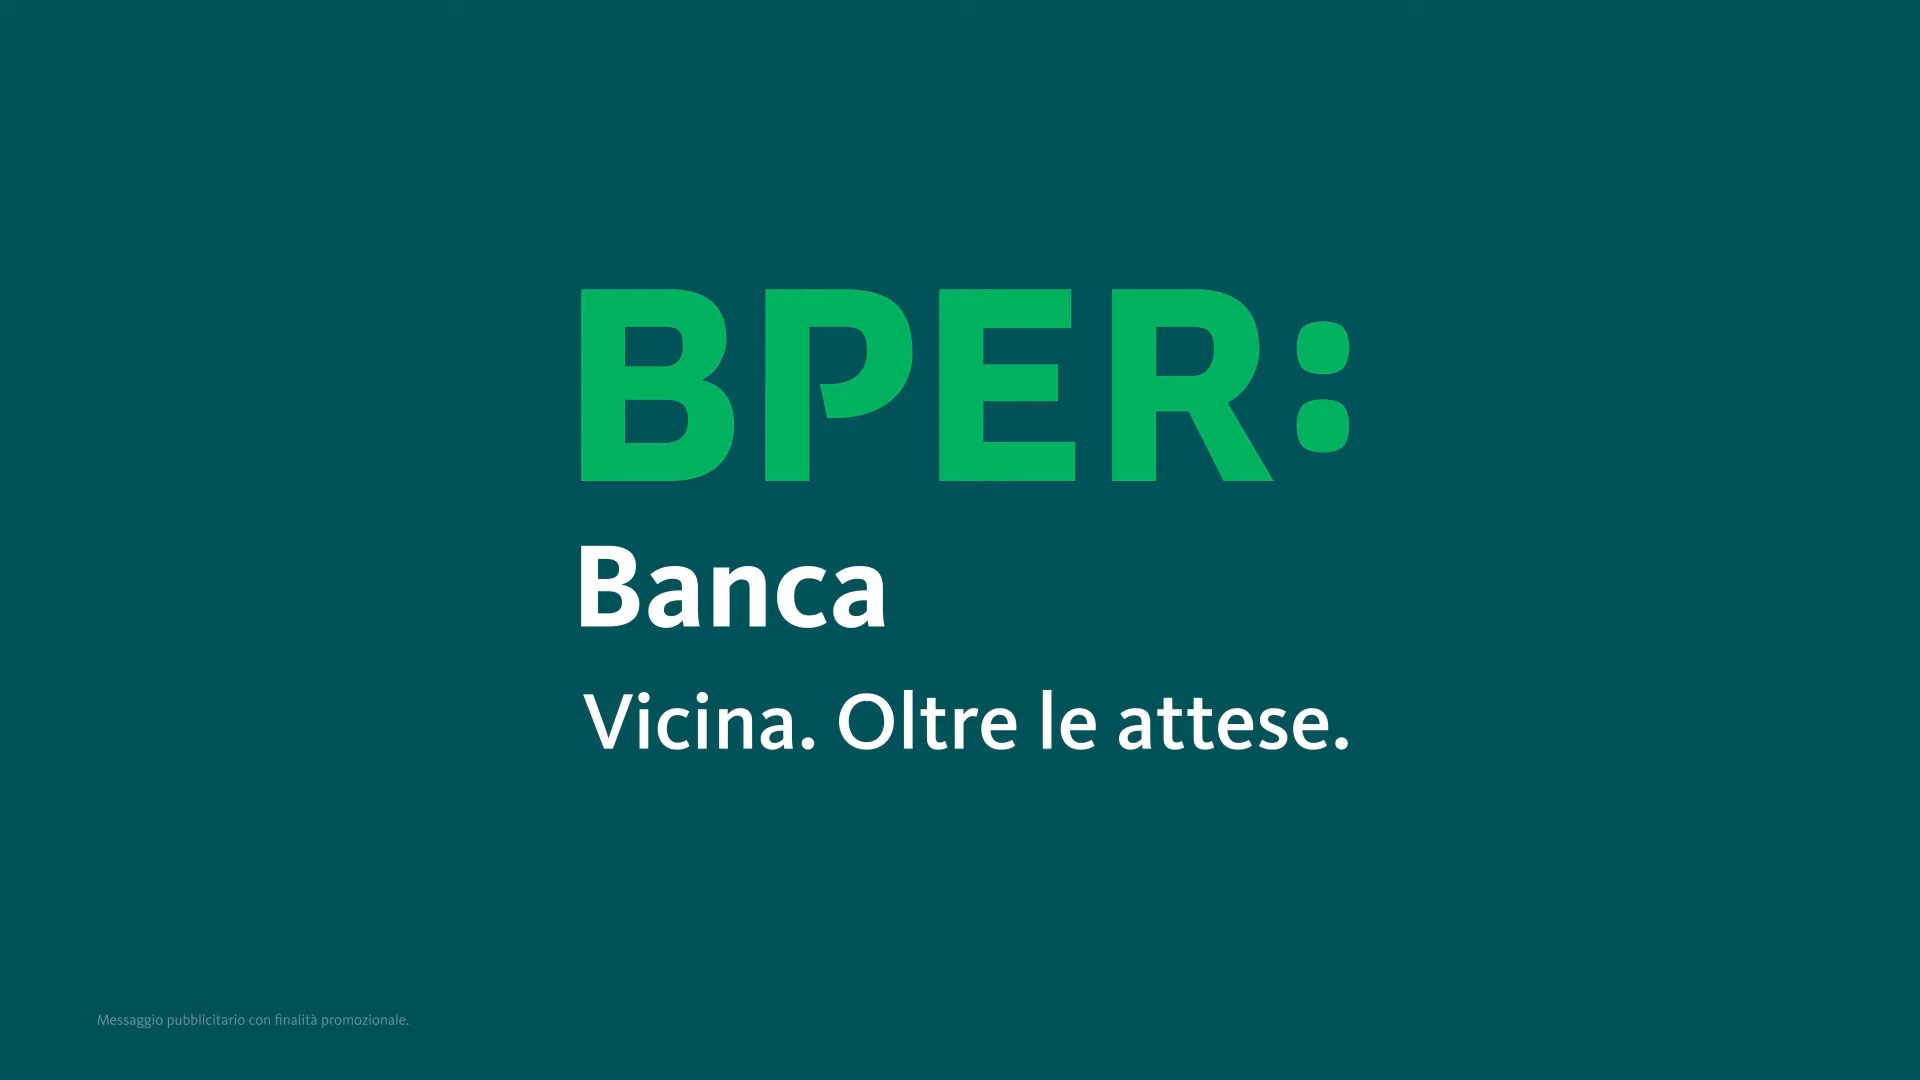 BPER:
Banca
Vicina. Oltre le attese.
Messaggio pubblicitario con finalità promozionale.